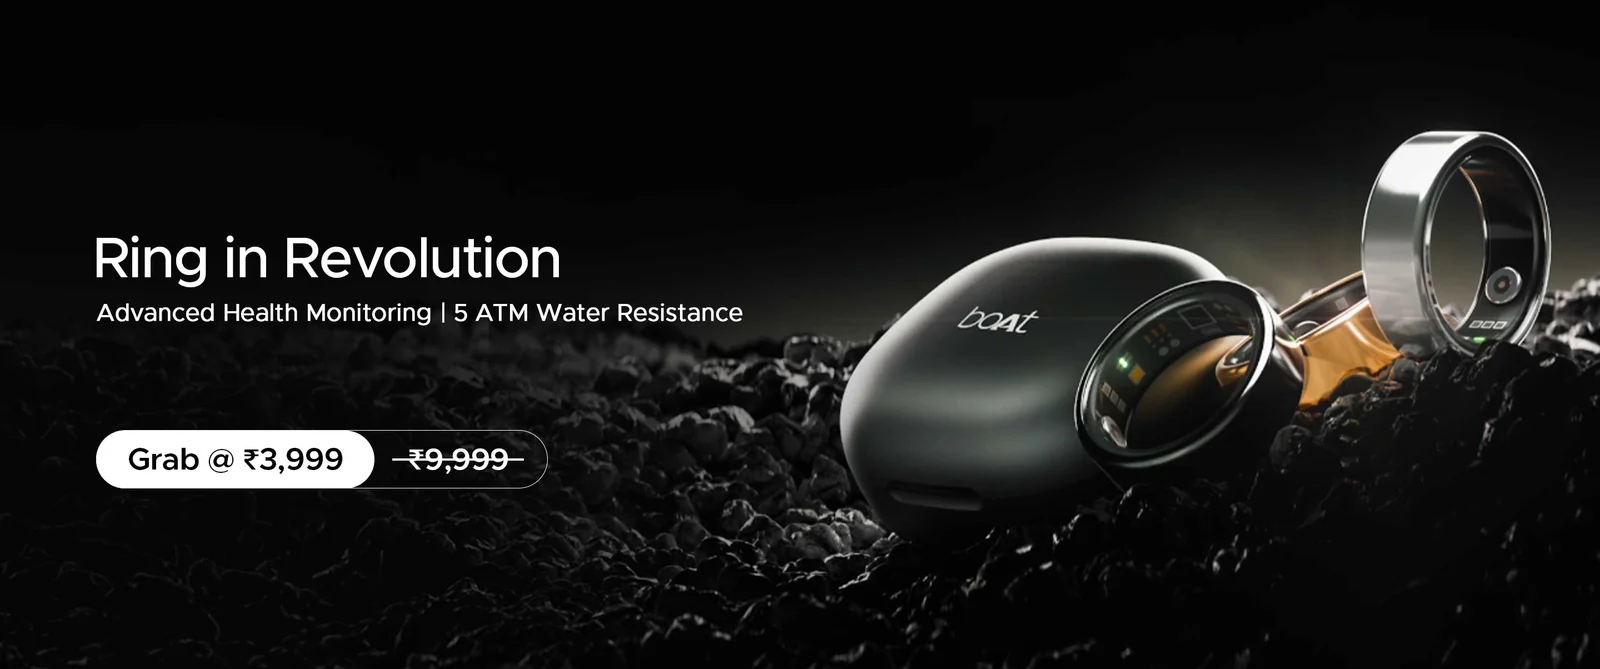 Ring in Revolution
Advanced Health Monitoring | 5 ATM Water Resistance
Grab @ ₹3,999 ₹9,999
boAt